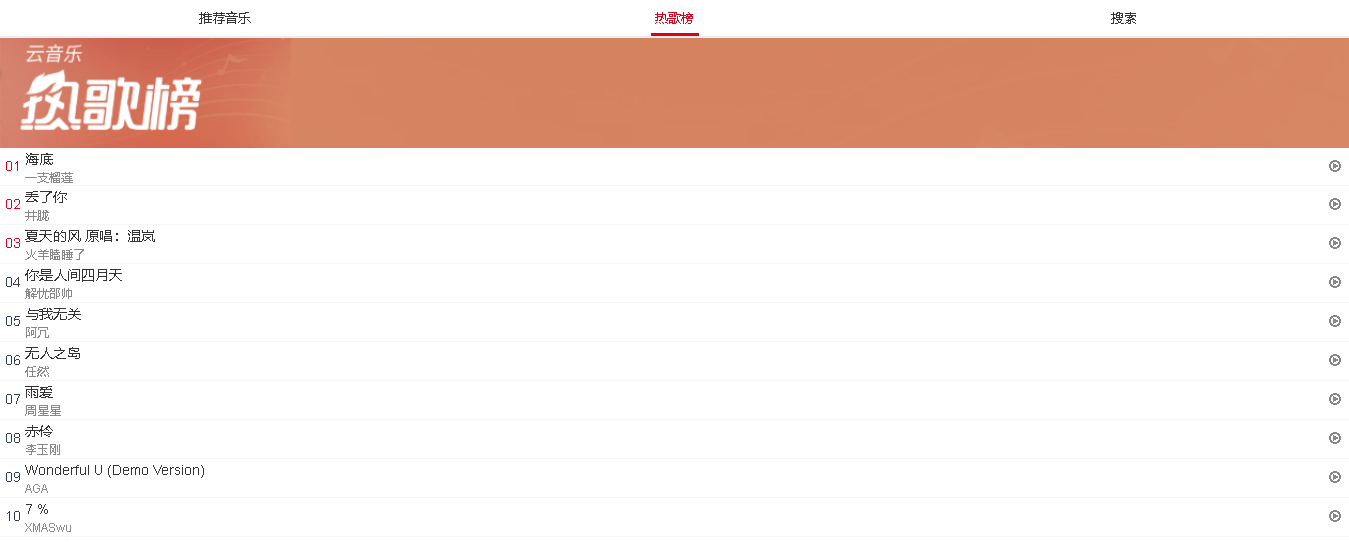 推荐音乐 热歌榜 搜索
云音乐
热歌榜
01 海底
一支榴莲
02 丢了你
井胧
03 夏天的风 原唱：温岚
火羊瞌睡了
04 你是人间四月天
解忧邵帅
05 与我无关
阿冗
06 无人之岛
任然
07 雨爱
周星星
08 赤伶
李玉刚
09 Wonderful U (Demo Version)
AGA
10 7 %
XMASwu